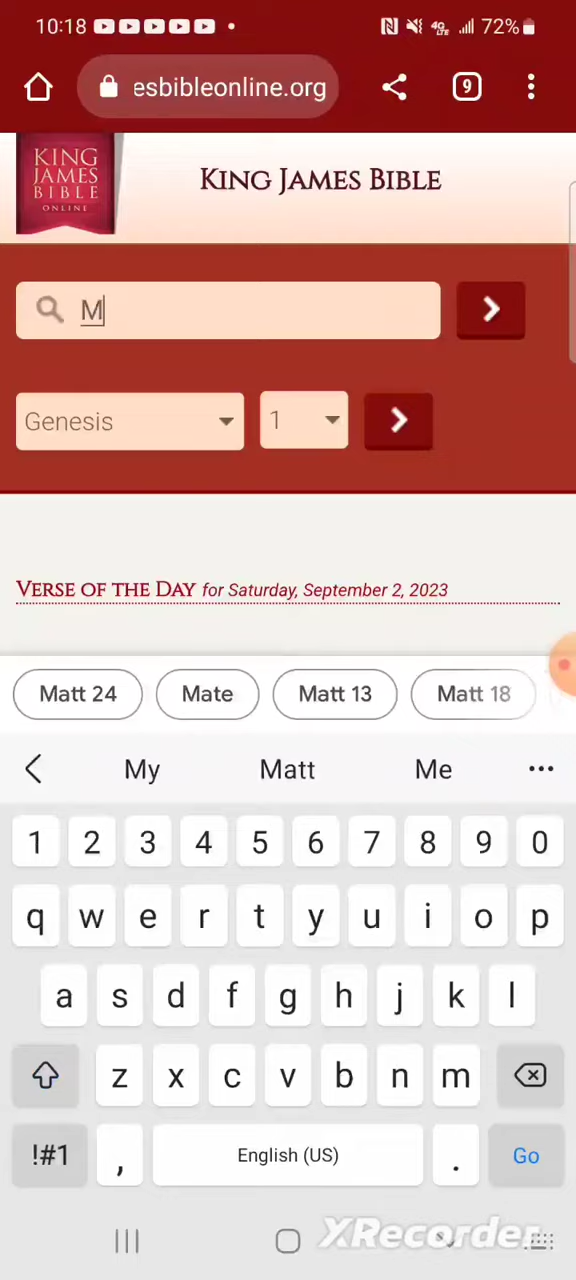 10:18 72%
esbibleonline.org 9
KING JAMES BIBLE ONLINE
KING JAMES BIBLE
M
Genesis 1
VERSE OF THE DAY for Saturday, September 2, 2023
Matt 24 Mate Matt 13 Matt 18
My Matt Me
1 2 3 4 5 6 7 8 9 0
q w e r t y u i o p
a s d f g h j k l
z x c v b n m
!#1 , English (US) . Go
XRecorder